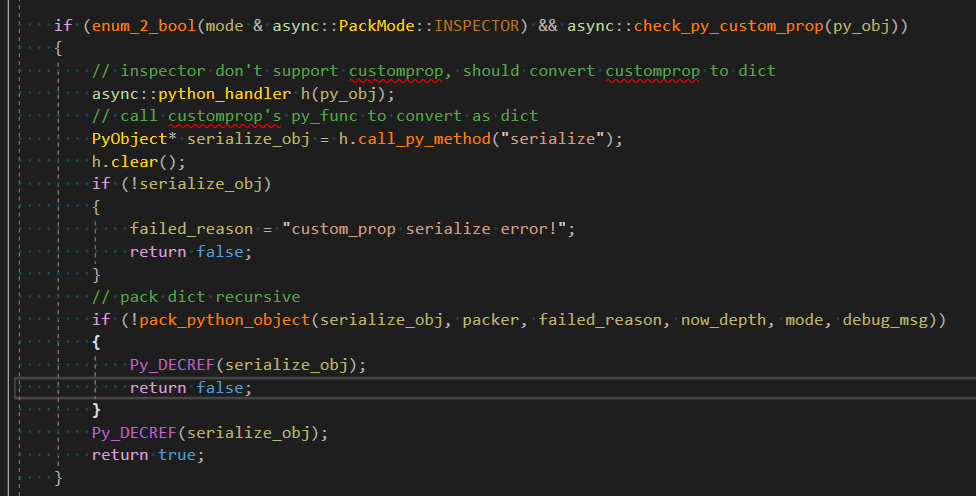 if (enum_2_bool(mode & async::PackMode::INSPECTOR) && async::check_py_custom_prop(py_obj))
{
// inspector don't support customprop, should convert customprop to dict
async::python_handler h(py_obj);
// call customprop's py_func to convert as dict
PyObject* serialize_obj = h.call_py_method("serialize");
h.clear();
if (!serialize_obj)
{
failed_reason = "custom_prop serialize error!";
return false;
}
// pack dict recursive
if (!pack_python_object(serialize_obj, packer, failed_reason, now_depth, mode, debug_msg))
{
Py_DECREF(serialize_obj);
return false;
}
Py_DECREF(serialize_obj);
return true;
}